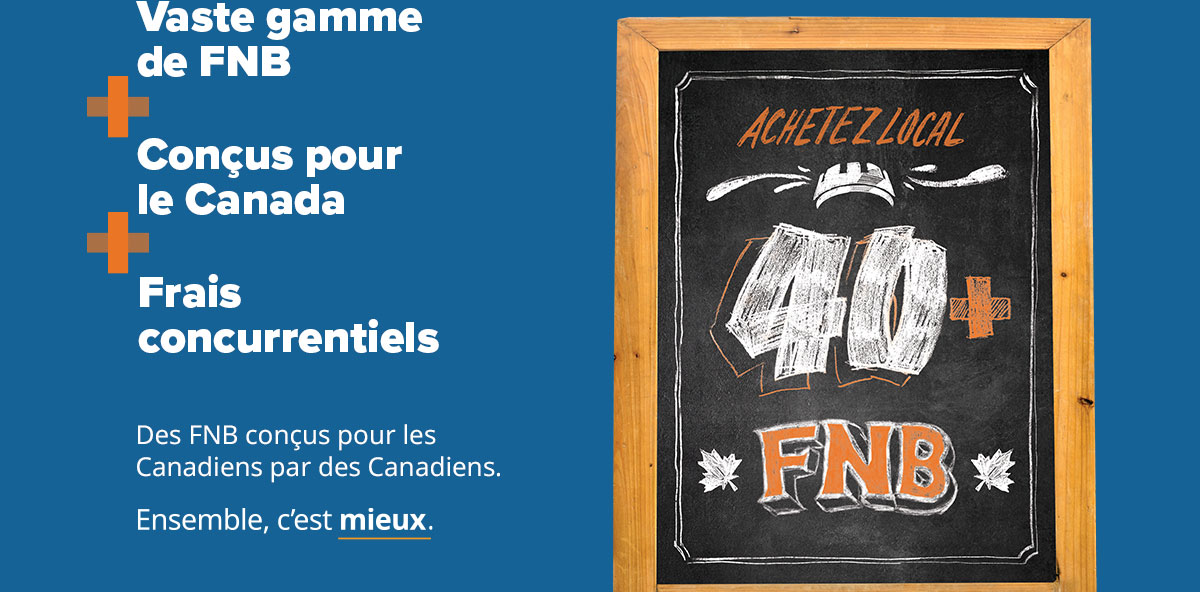 Vaste gamme
de FNB
+
Conçus pour
le Canada
+
Frais
concurrentiels
Des FNB conçus pour les
Canadiens par des Canadiens.
Ensemble, c’est mieux.
ACHETEZ LOCAL
40+
FNB